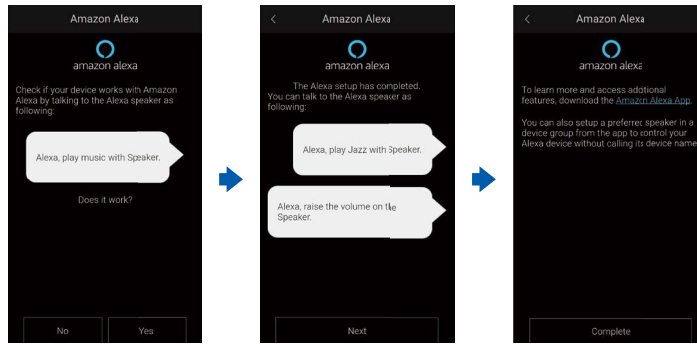 Amazon Alexa
amazon alexa
Check if your device works with Amazon
Alexa by talking to the Alexa speaker as
following:
Alexa, play music with Speaker.
Does it work?
No
Yes
Amazon Alexa
amazon alexa
The Alexa setup has completed.
You can talk to the Alexa speaker as
following:
Alexa, play Jazz with Speaker.
Alexa, raise the volume on the
Speaker.
Next
Amazon Alexa
amazon alexa
To learn more and access additional
features, download the Amazon Alexa App.
You can also setup a preferred speaker in a
device group from the app to control your
Alexa device without calling its device name
Complete